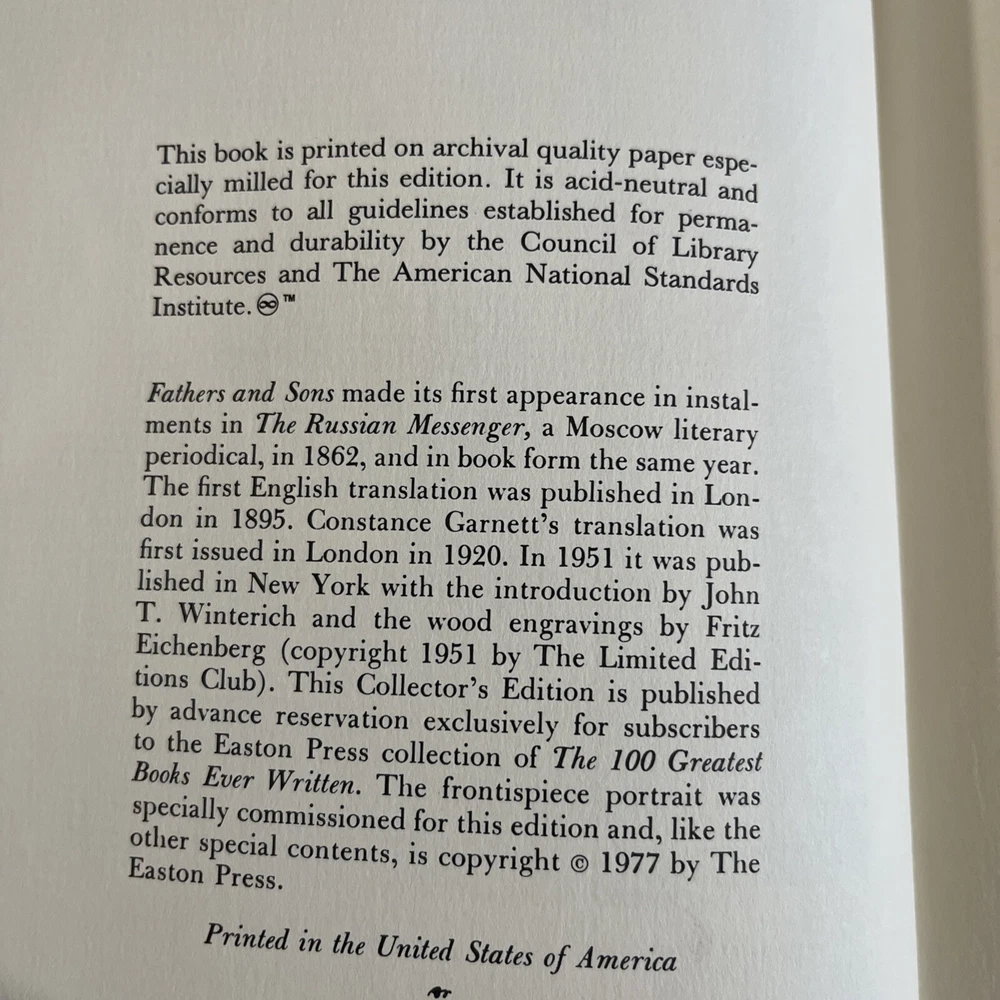 This book is printed on archival quality paper espe-
cially milled for this edition. It is acid-neutral and
conforms to all guidelines established for perma-
nence and durability by the Council of Library
Resources and The American National Standards
Institute. ♾™
Fathers and Sons made its first appearance in instal-
ments in The Russian Messenger, a Moscow literary
periodical, in 1862, and in book form the same year.
The first English translation was published in Lon-
don in 1895. Constance Garnett's translation was
first issued in London in 1920. In 1951 it was pub-
lished in New York with the introduction by John
T. Winterich and the wood engravings by Fritz
Eichenberg (copyright 1951 by The Limited Edi-
tions Club). This Collector's Edition is published
by advance reservation exclusively for subscribers
to the Easton Press collection of The 100 Greatest
Books Ever Written. The frontispiece portrait was
specially commissioned for this edition and, like the
other special contents, is copyright © 1977 by The
Easton Press.
Printed in the United States of America